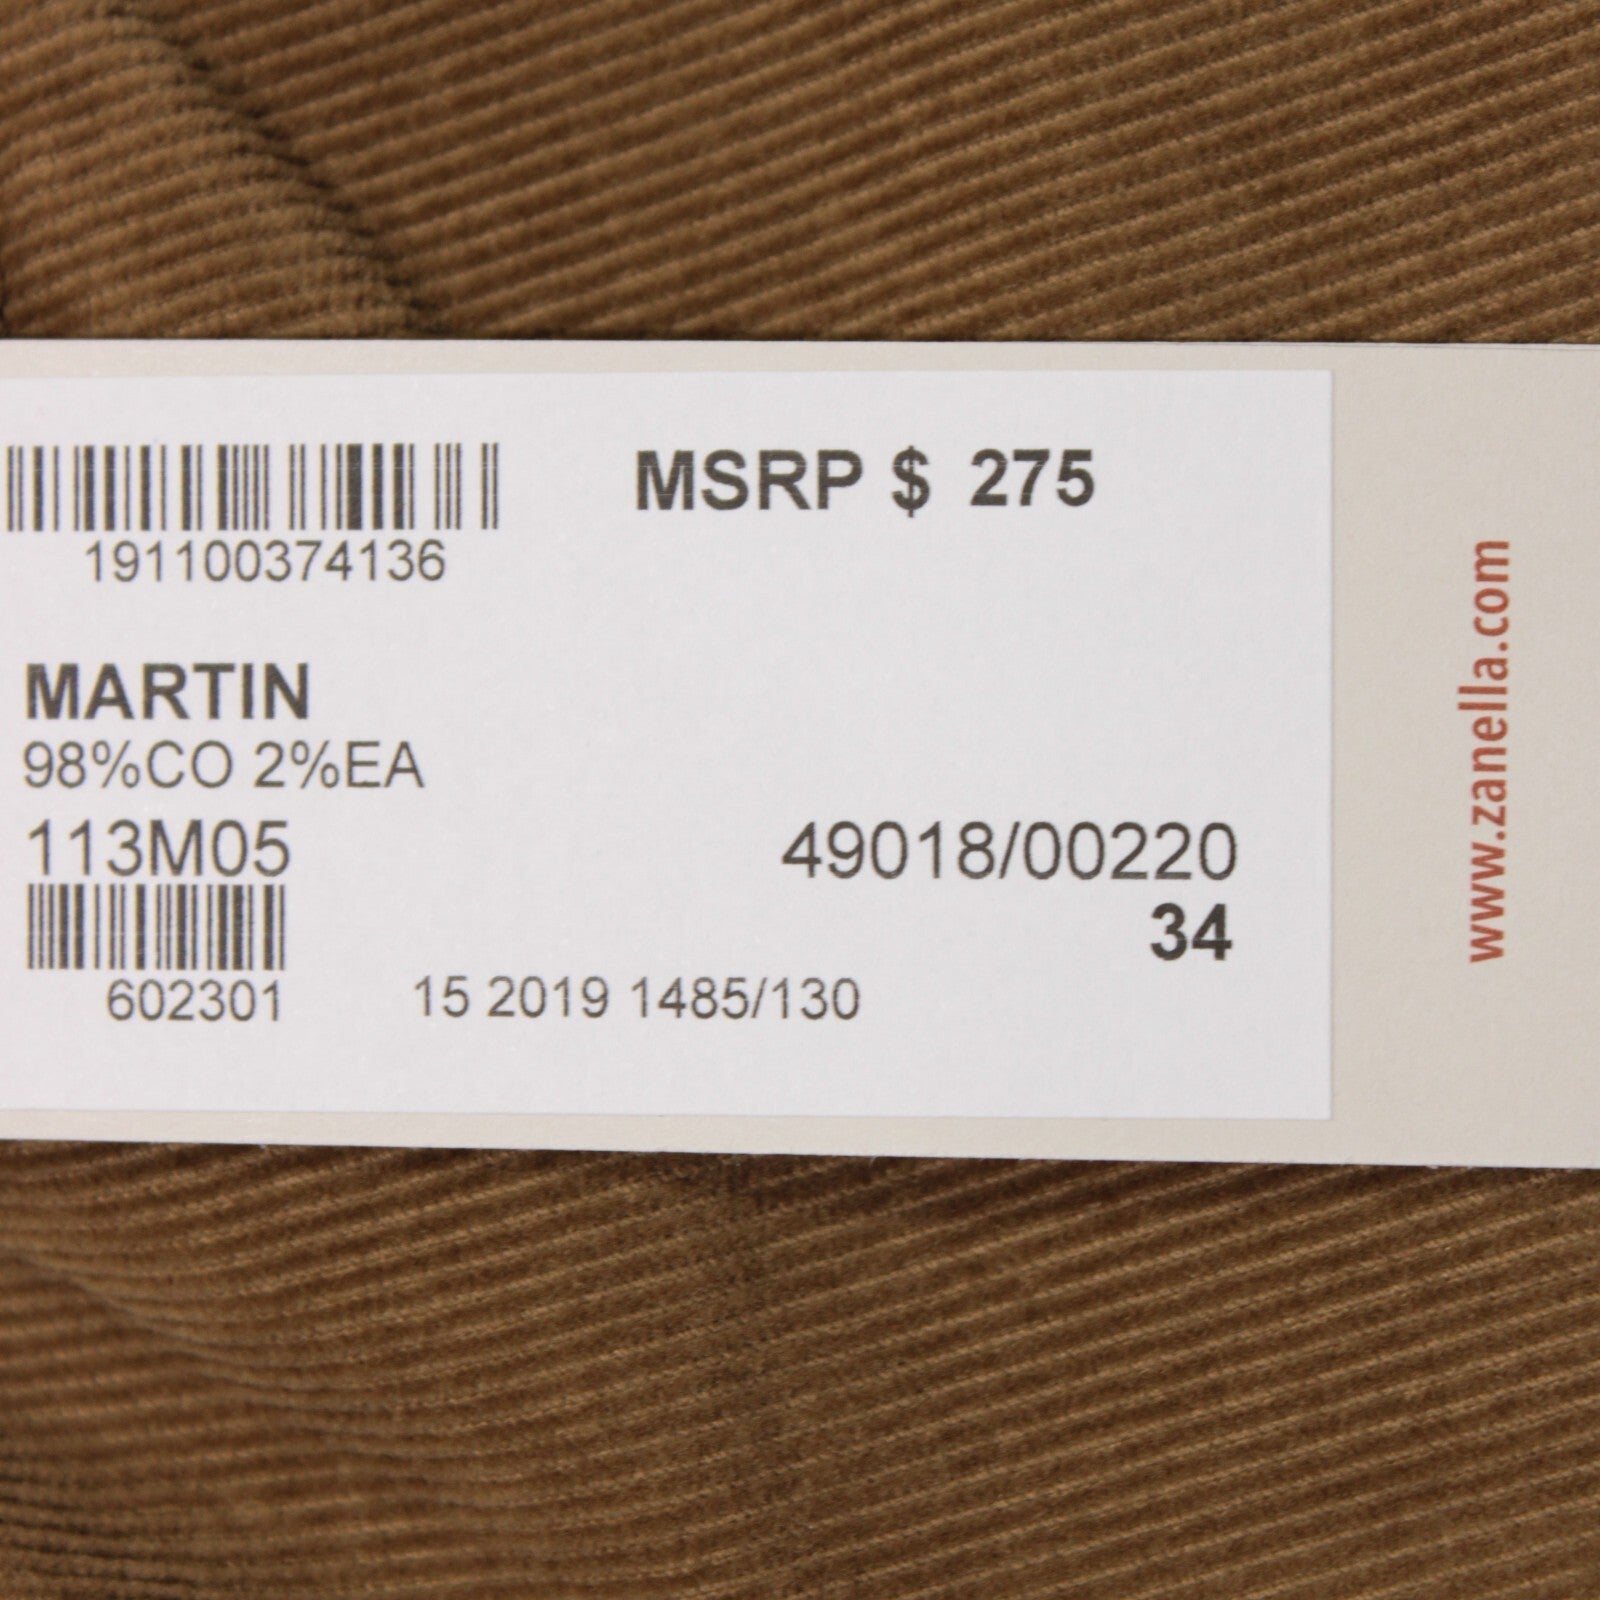 MSRP $ 275
191100374136
MARTIN
98%CO 2%EA
113M05
49018/00220
34
602301
15 2019 1485/130
www.zanella.com